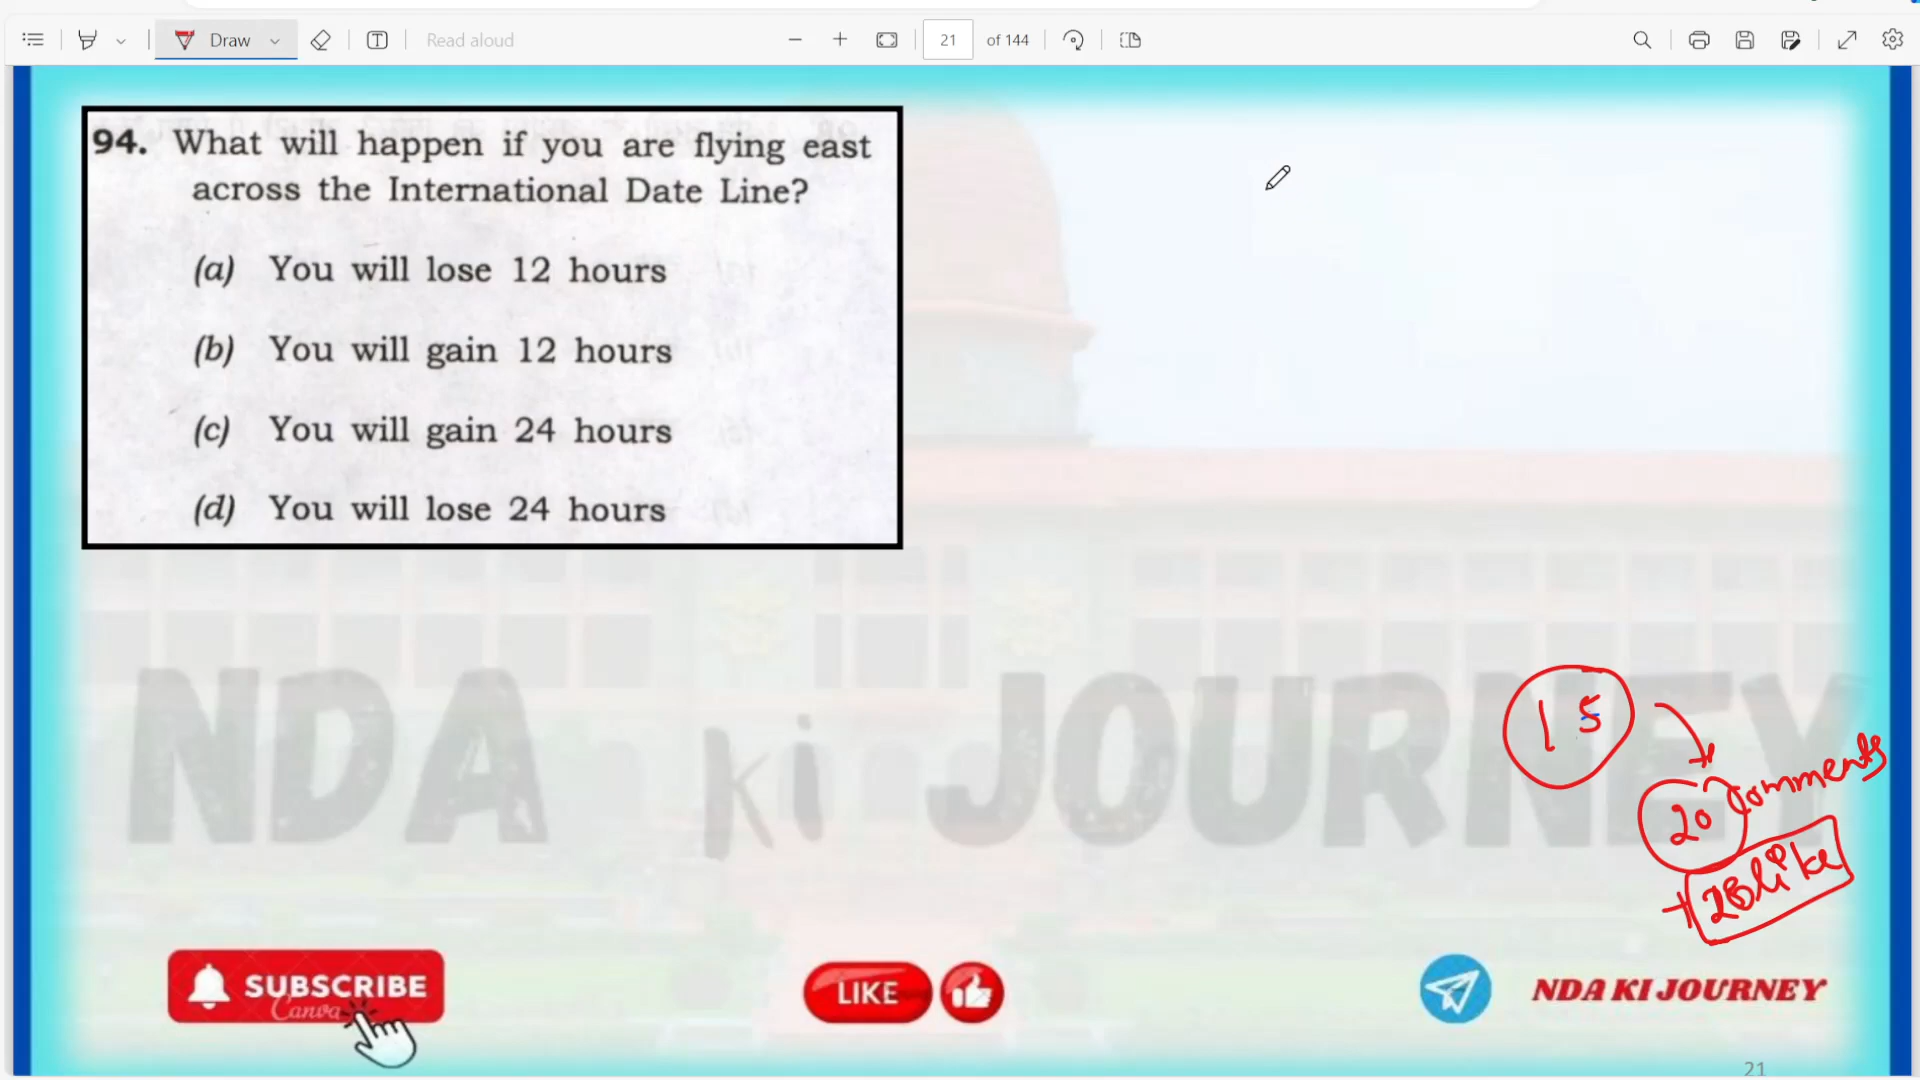 Draw
Read aloud
21
of 144
94. What will happen if you are flying east
across the International Date Line?
(a) You will lose 12 hours
(b) You will gain 12 hours
(c) You will gain 24 hours
(d) You will lose 24 hours
NDA ki JOURNEY
15
20 Comments
+
like
SUBSCRIBE
Canva
LIKE
NDA KI JOURNEY
21